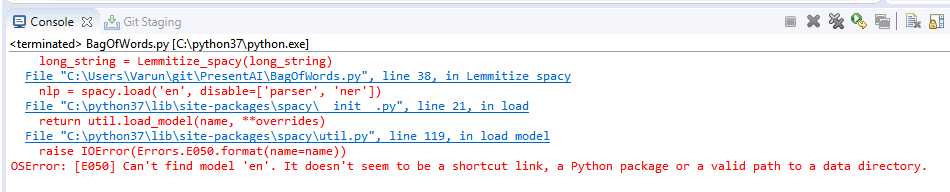 Console Git Staging
<terminated> BagOfWords.py [C:\python37\python.exe]
long_string = Lemmitize_spacy(long_string)
File "C:\Users\Varun\git\PresentAI\BagOfWords.py", line 38, in Lemmitize_spacy
nlp = spacy.load('en', disable=['parser', 'ner'])
File "C:\python37\lib\site-packages\spacy\__init__.py", line 21, in load
return util.load_model(name, **overrides)
File "C:\python37\lib\site-packages\spacy\util.py", line 119, in load_model
raise IOError(Errors.E050.format(name=name))
OSError: [E050] Can't find model 'en'. It doesn't seem to be a shortcut link, a Python package or a valid path to a data directory.